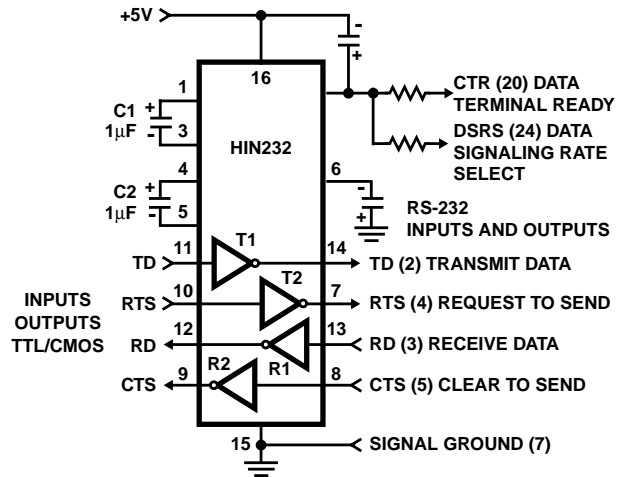 +5V
-
+
16
CTR (20) DATA
TERMINAL READY
DSRS (24) DATA
SIGNALING RATE
SELECT
1
C1
+
1µF
-
3
HIN232
4
C2
+
1µF
-
5
6
-
+
RS-232
INPUTS AND OUTPUTS
TD
11
T1
14
TD (2) TRANSMIT DATA
INPUTS
OUTPUTS
TTL/CMOS
RTS
10
T2
7
RTS (4) REQUEST TO SEND
RD
12
R1
13
RD (3) RECEIVE DATA
CTS
9
R2
8
CTS (5) CLEAR TO SEND
15
SIGNAL GROUND (7)